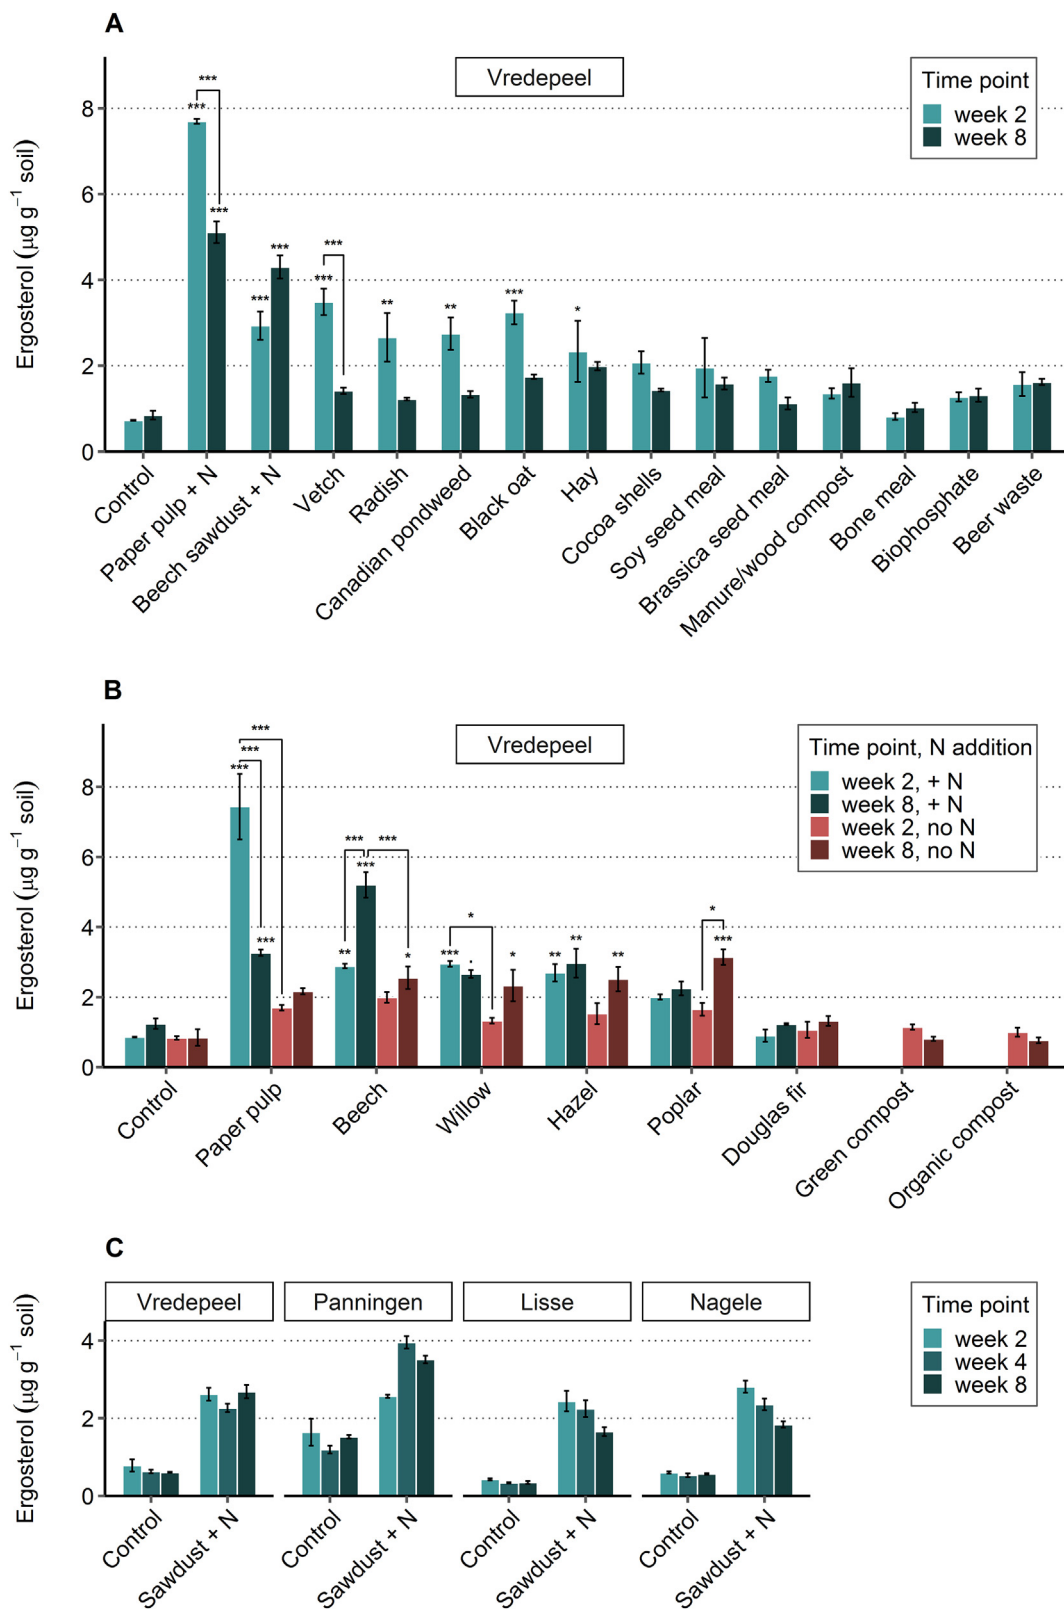 A
Vredepeel
Time point
week 2
week 8
Ergosterol (µg g⁻¹ soil)
8
6
4
2
0
***
***
***
***
***
***
***
**
**
***
*
Control
Paper pulp + N
Beech sawdust + N
Vetch
Radish
Canadian pondweed
Black oat
Hay
Cocoa shells
Soy seed meal
Brassica seed meal
Manure/wood compost
Bone meal
Biophosphate
Beer waste
B
Vredepeel
Time point, N addition
week 2, + N
week 8, + N
week 2, no N
week 8, no N
Ergosterol (µg g⁻¹ soil)
8
6
4
2
0
***
***
***
***
***
***
***
**
*
*
***
.
*
**
**
**
*
***
Control
Paper pulp
Beech
Willow
Hazel
Poplar
Douglas fir
Green compost
Organic compost
C
Vredepeel
Panningen
Lisse
Nagele
Time point
week 2
week 4
week 8
Ergosterol (µg g⁻¹ soil)
4
2
0
Control
Sawdust + N
Control
Sawdust + N
Control
Sawdust + N
Control
Sawdust + N